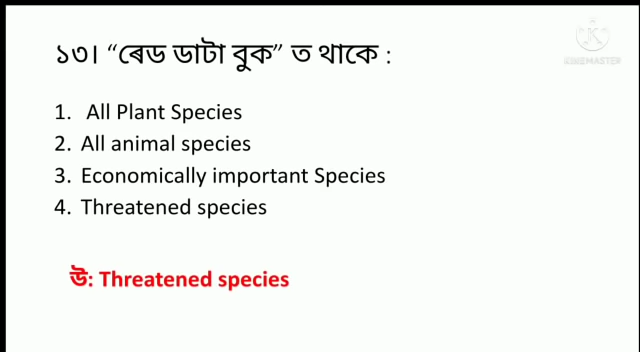 ১৩। “ৰেড ডাটা বুক” ত থাকে :
KINEMASTER
1. All Plant Species
2. All animal species
3. Economically important Species
4. Threatened species
উ: Threatened species